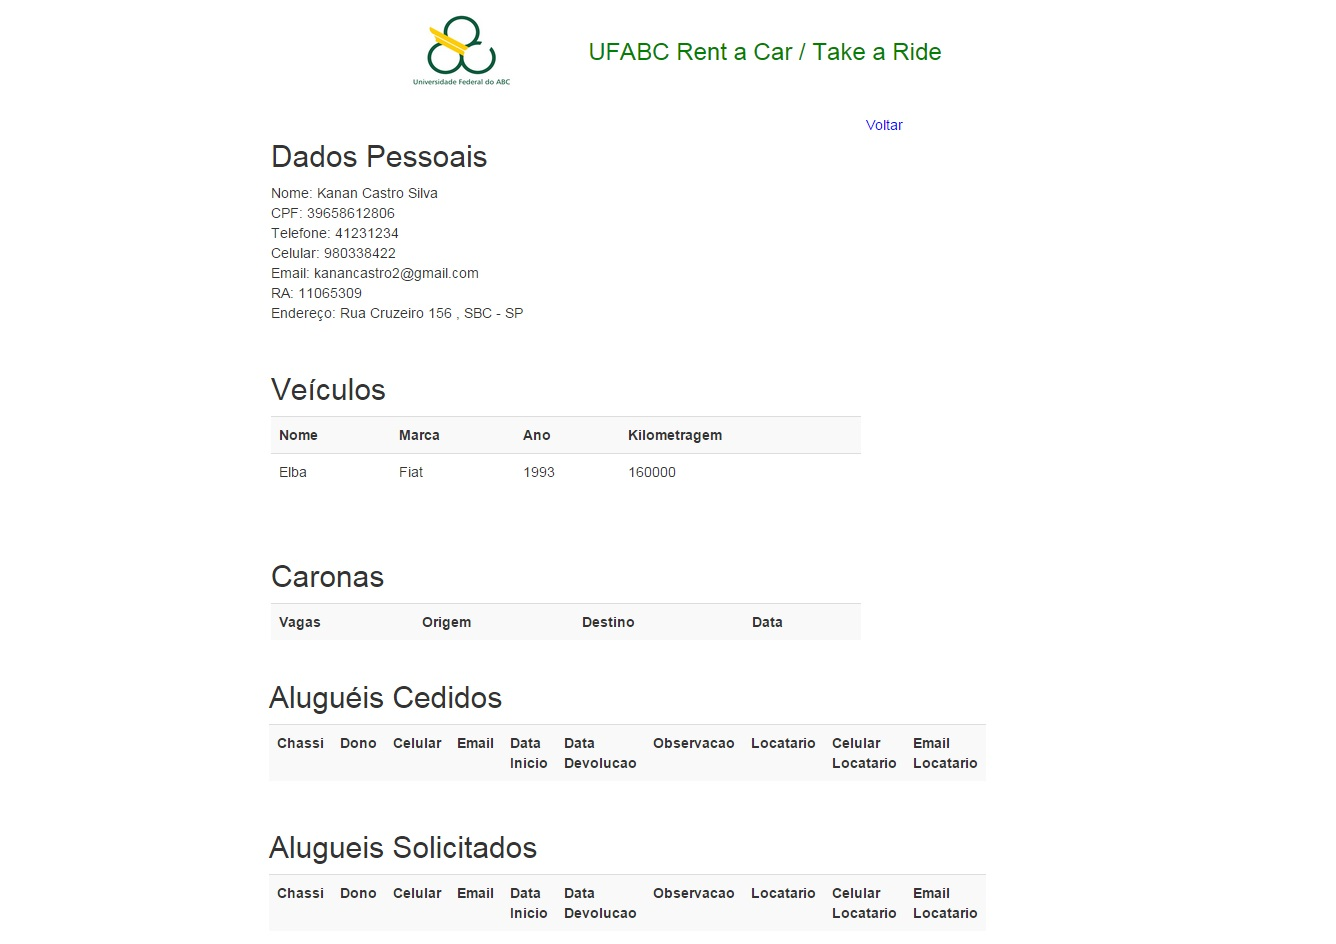 Universidade Federal do ABC
UFABC Rent a Car / Take a Ride
Voltar
Dados Pessoais
Nome: Kanan Castro Silva
CPF: 39658612806
Telefone: 41231234
Celular: 980338422
Email: kanancastro2@gmail.com
RA: 11065309
Endereço: Rua Cruzeiro 156 , SBC - SP
Veículos
Nome Marca Ano Kilometragem
Elba Fiat 1993 160000
Caronas
Vagas Origem Destino Data
Aluguéis Cedidos
Chassi Dono Celular Email Data Data Observacao Locatario Celular Email
Inicio Devolucao Locatario Locatario
Alugueis Solicitados
Chassi Dono Celular Email Data Data Observacao Locatario Celular Email
Inicio Devolucao Locatario Locatario